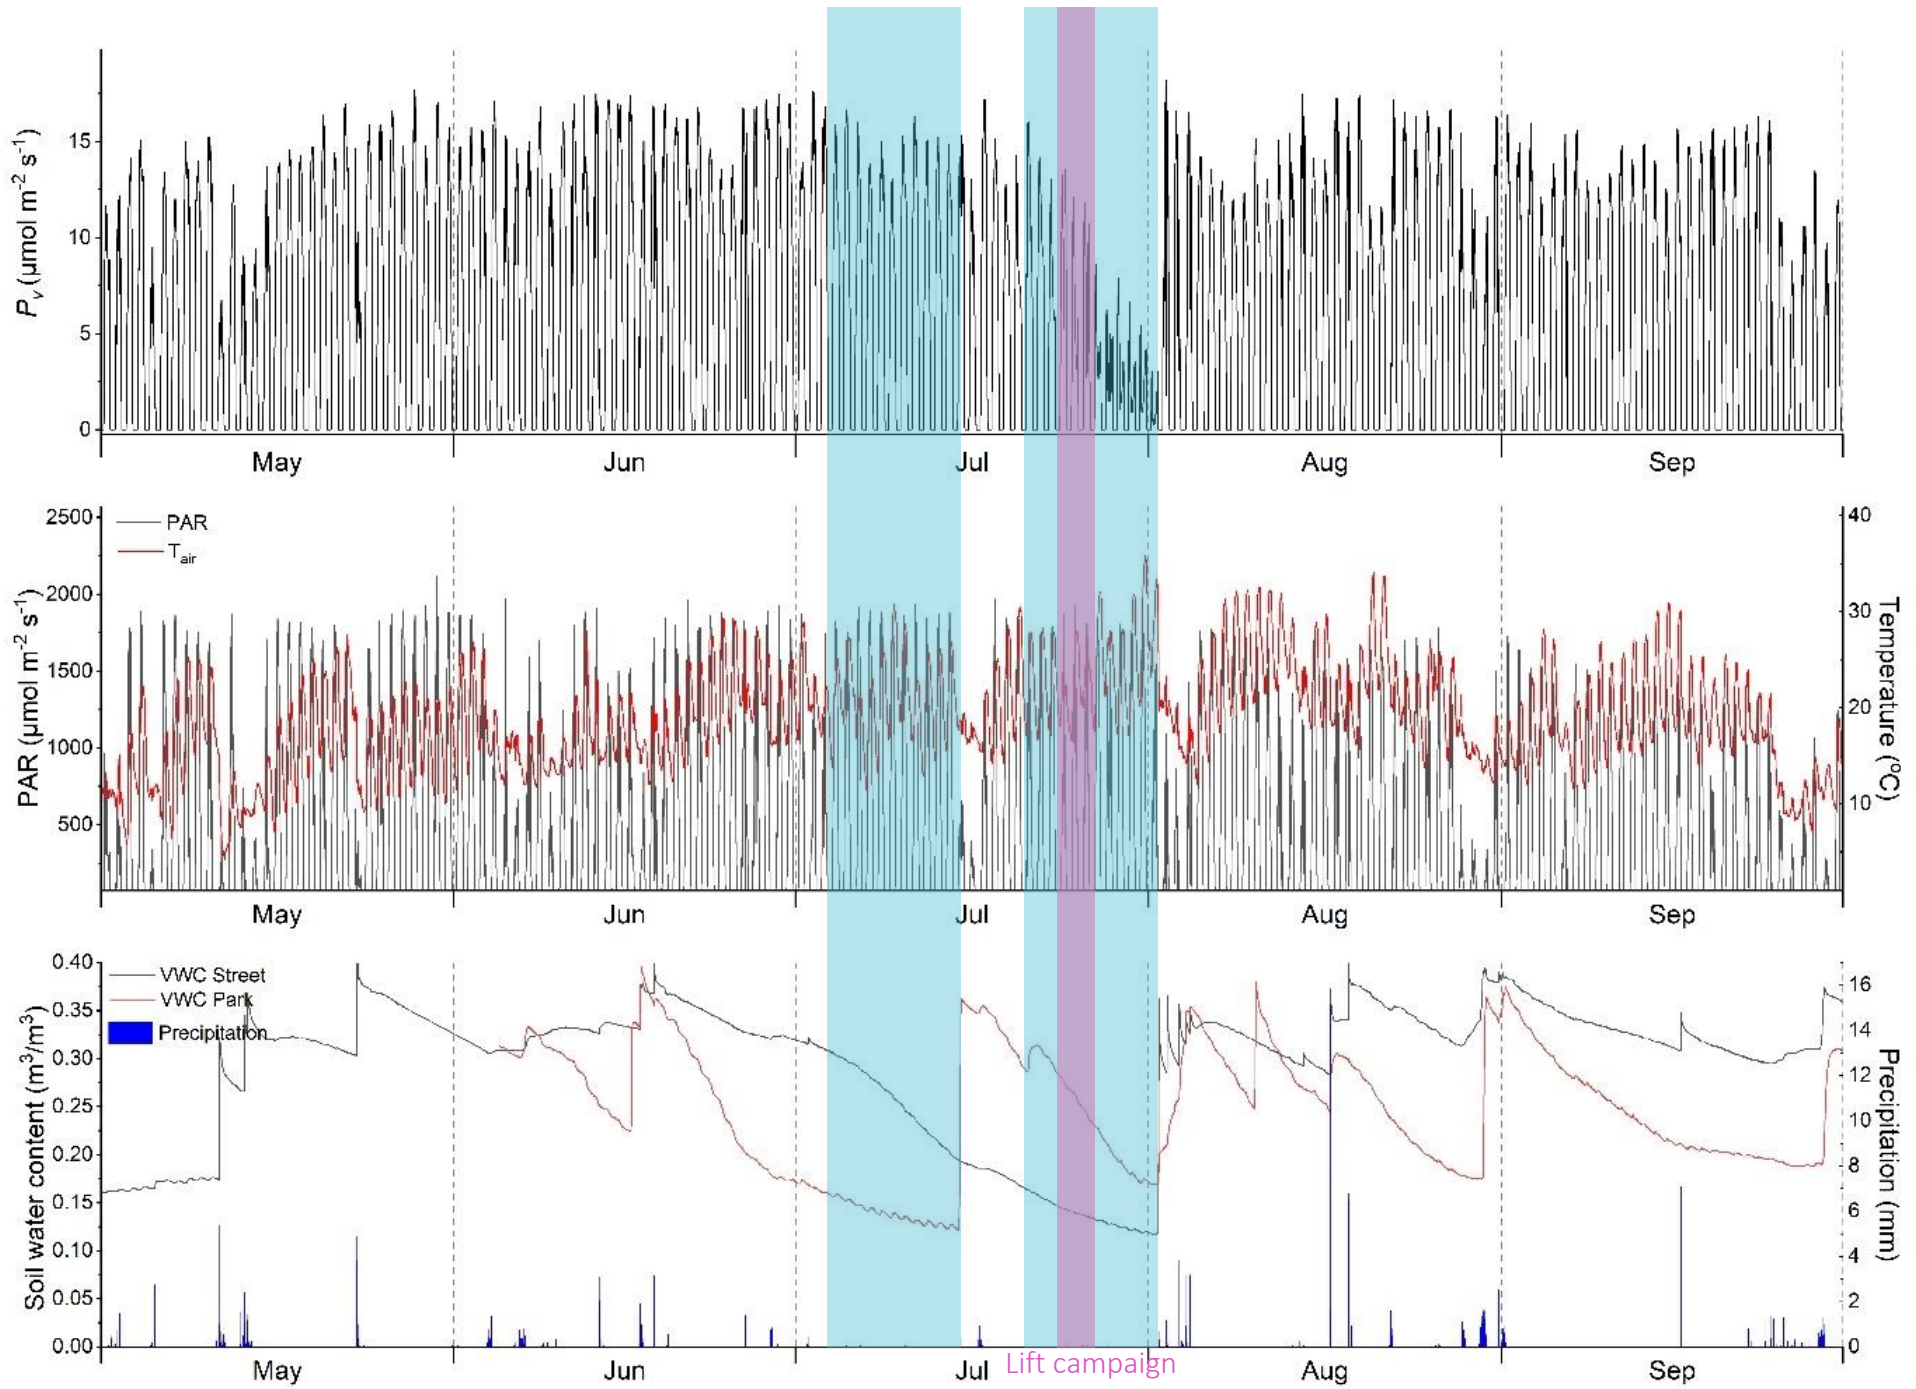 P_v (µmol m⁻² s⁻¹)
15
10
5
0
May Jun Jul Aug Sep
PAR (µmol m⁻² s⁻¹)
2500
2000
1500
1000
500
PAR
T_air
40
30
20
10
Temperature (°C)
May Jun Jul Aug Sep
Soil water content (m³/m³)
0.40
0.35
0.30
0.25
0.20
0.15
0.10
0.05
0.00
VWC Street
VWC Park
Precipitation
16
14
12
10
8
6
4
2
0
Precipitation (mm)
May Jun Jul Aug Sep
Lift campaign